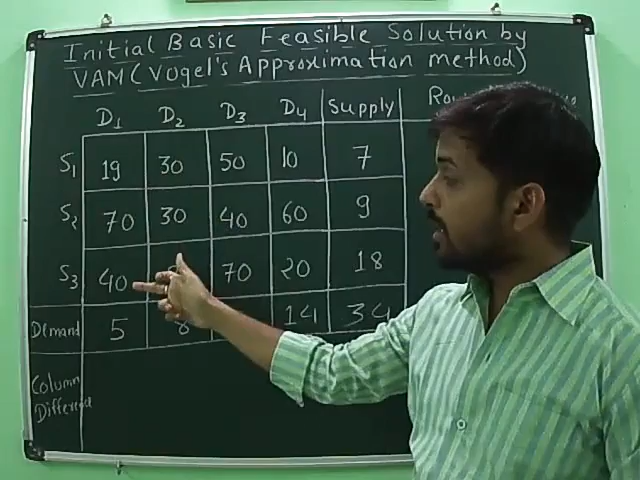 Initial Basic Feasible Solution by
VAM (Vogel's Approximation method)
D1 D2 D3 D4 Supply
S1 19 30 50 10 7
S2 70 30 40 60 9
S3 40 70 20 18
Demand 5 8 14 34
Column
Difference